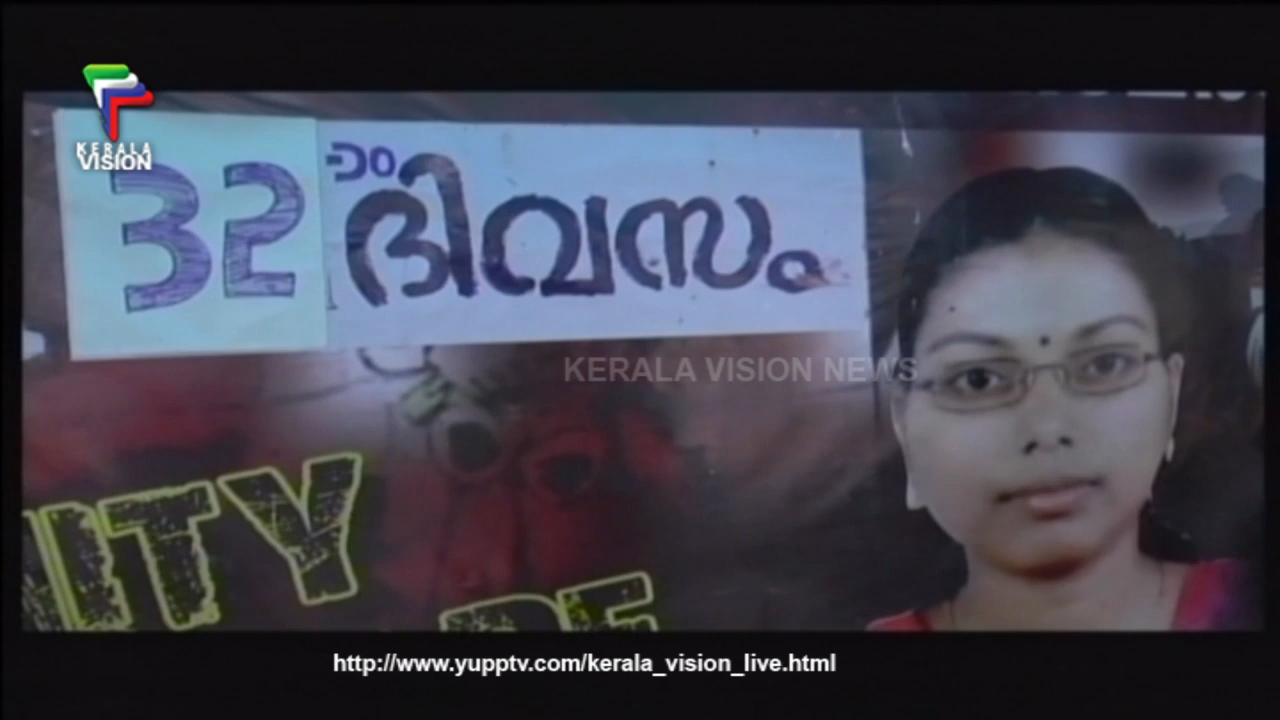 KERALA
VISION
32 -ാം
ദിവസം
KERALA VISION NEWS
ITY
http://www.yupptv.com/kerala_vision_live.html